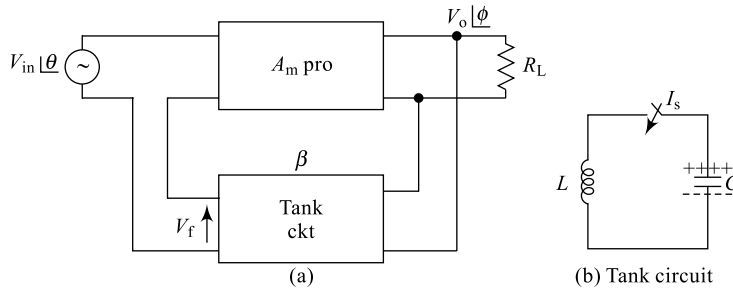 V_in |θ
~
A_m pro
V_o |ϕ
R_L
β
Tank
ckt
V_f
(a)
I_s
L
++++
C
(b) Tank circuit